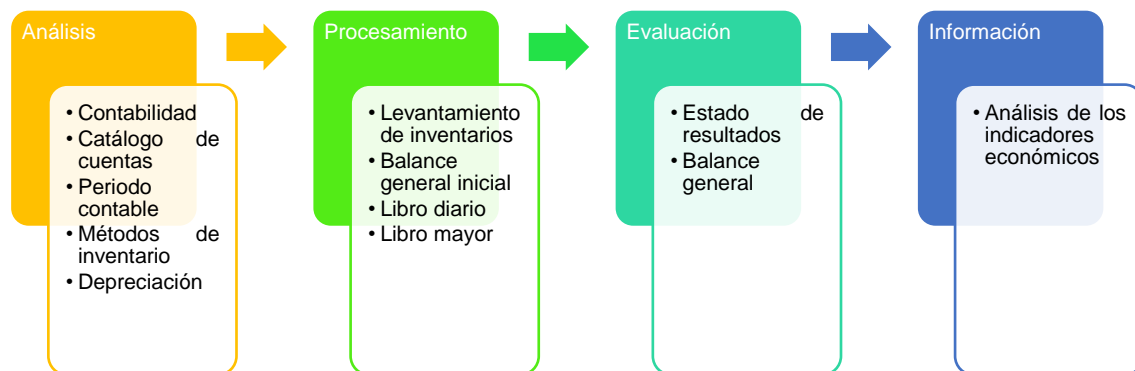 Análisis
• Contabilidad
• Catálogo de
cuentas
• Periodo
contable
• Métodos de
inventario
• Depreciación
Procesamiento
• Levantamiento
de inventarios
• Balance
general inicial
• Libro diario
• Libro mayor
Evaluación
• Estado de
resultados
• Balance
general
Información
• Análisis de los
indicadores
económicos